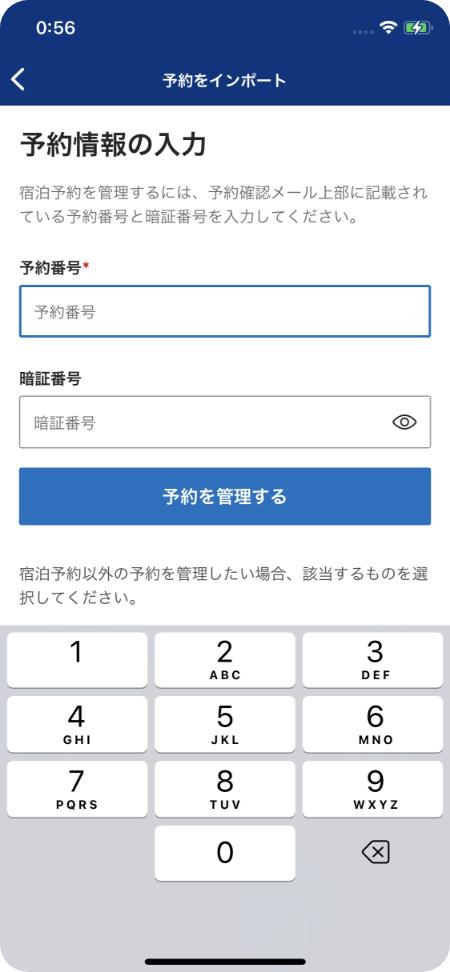 0:56
予約をインポート
予約情報の入力
宿泊予約を管理するには、予約確認メール上部に記載され
ている予約番号と暗証番号を入力してください。
予約番号*
予約番号
暗証番号
暗証番号
予約を管理する
宿泊予約以外の予約を管理したい場合、該当するものを選
択してください。
1 2 3
ABC DEF
4 5 6
GHI JKL MNO
7 8 9
PQRS TUV WXYZ
0